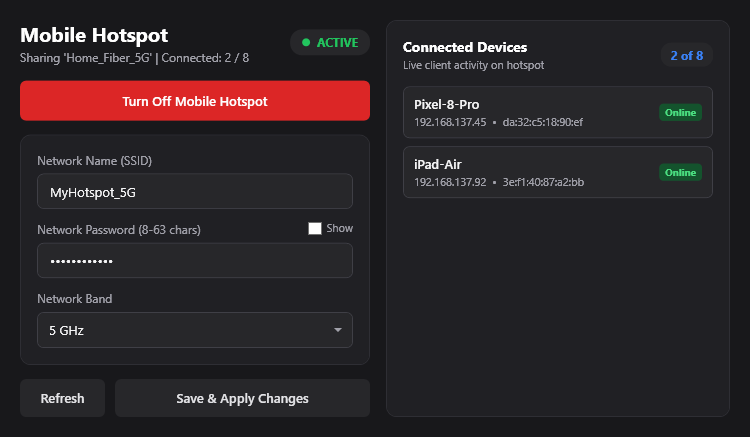 Mobile Hotspot
Sharing 'Home_Fiber_5G' | Connected: 2 / 8
● ACTIVE
Turn Off Mobile Hotspot
Network Name (SSID)
MyHotspot_5G
Network Password (8-63 chars)
Show
••••••••••••
Network Band
5 GHz
Refresh
Save & Apply Changes
Connected Devices
Live client activity on hotspot
2 of 8
Pixel-8-Pro
192.168.137.45 • da:32:c5:18:90:ef
Online
iPad-Air
192.168.137.92 • 3e:f1:40:87:a2:bb
Online